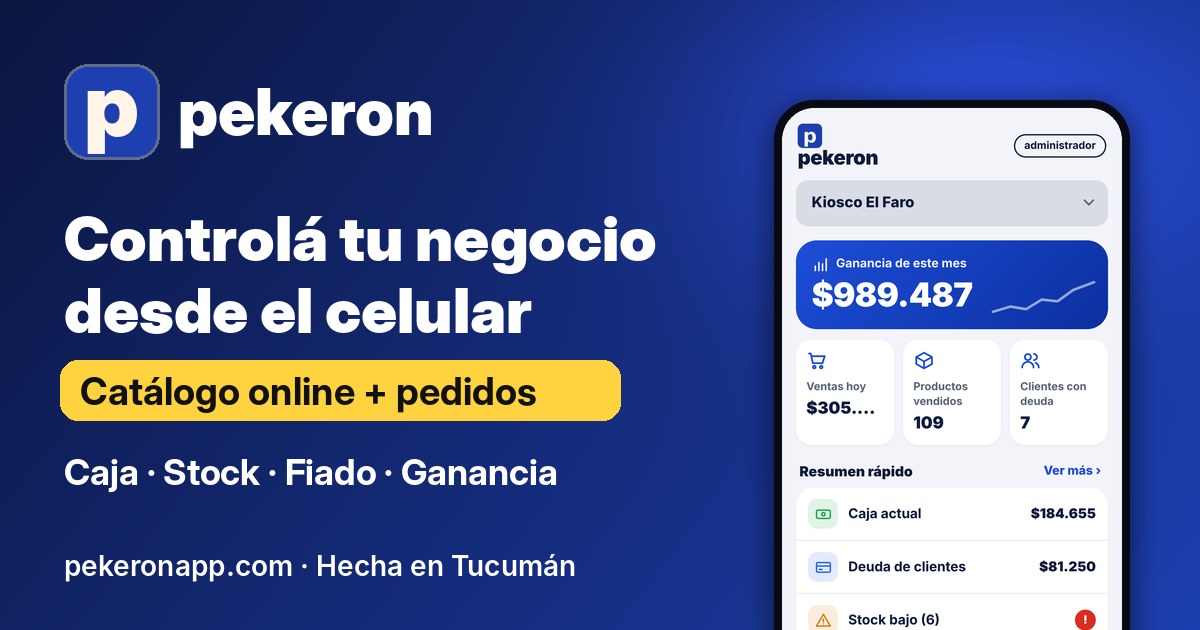 p pekeron
Controlá tu negocio
desde el celular
Catálogo online + pedidos
Caja · Stock · Fiado · Ganancia
pekeronapp.com · Hecha en Tucumán
p
pekeron
administrador
Kiosco El Faro
Ganancia de este mes
$989.487
Ventas hoy
$305....
Productos
vendidos
109
Clientes con
deuda
7
Resumen rápido
Ver más ›
Caja actual
$184.655
Deuda de clientes
$81.250
Stock bajo (6)
!